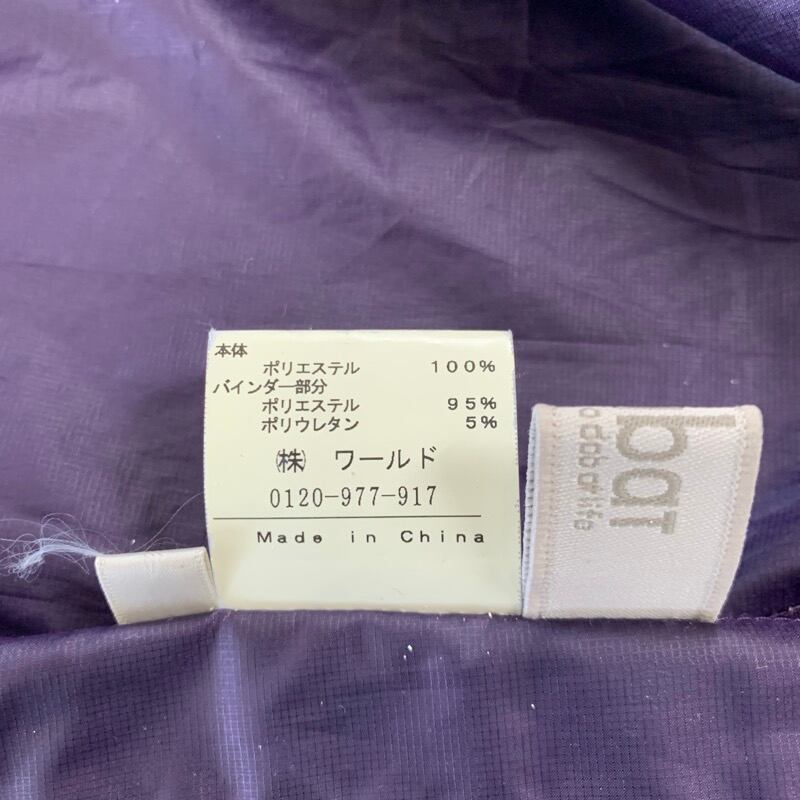 本体
ポリエステル 100%
バインダー部分
ポリエステル 95%
ポリウレタン 5%
㈱ ワールド
0120-977-917
Made in China
bar